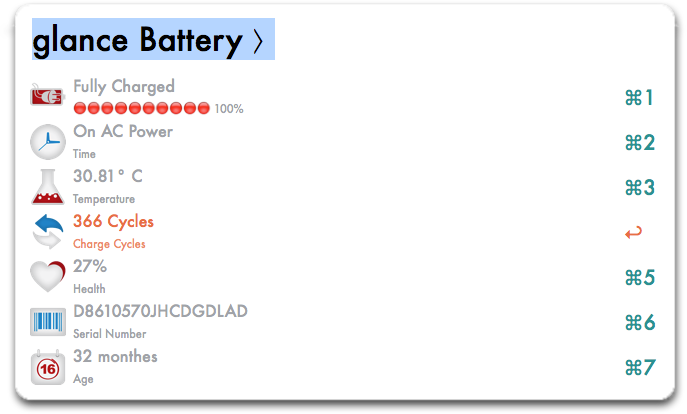 glance Battery 〉
Fully Charged
100%
⌘1
On AC Power
Time
⌘2
30.81° C
Temperature
⌘3
366 Cycles
Charge Cycles
↩
27%
Health
⌘5
D8610570JHCDGDLAD
Serial Number
⌘6
16
32 monthes
Age
⌘7